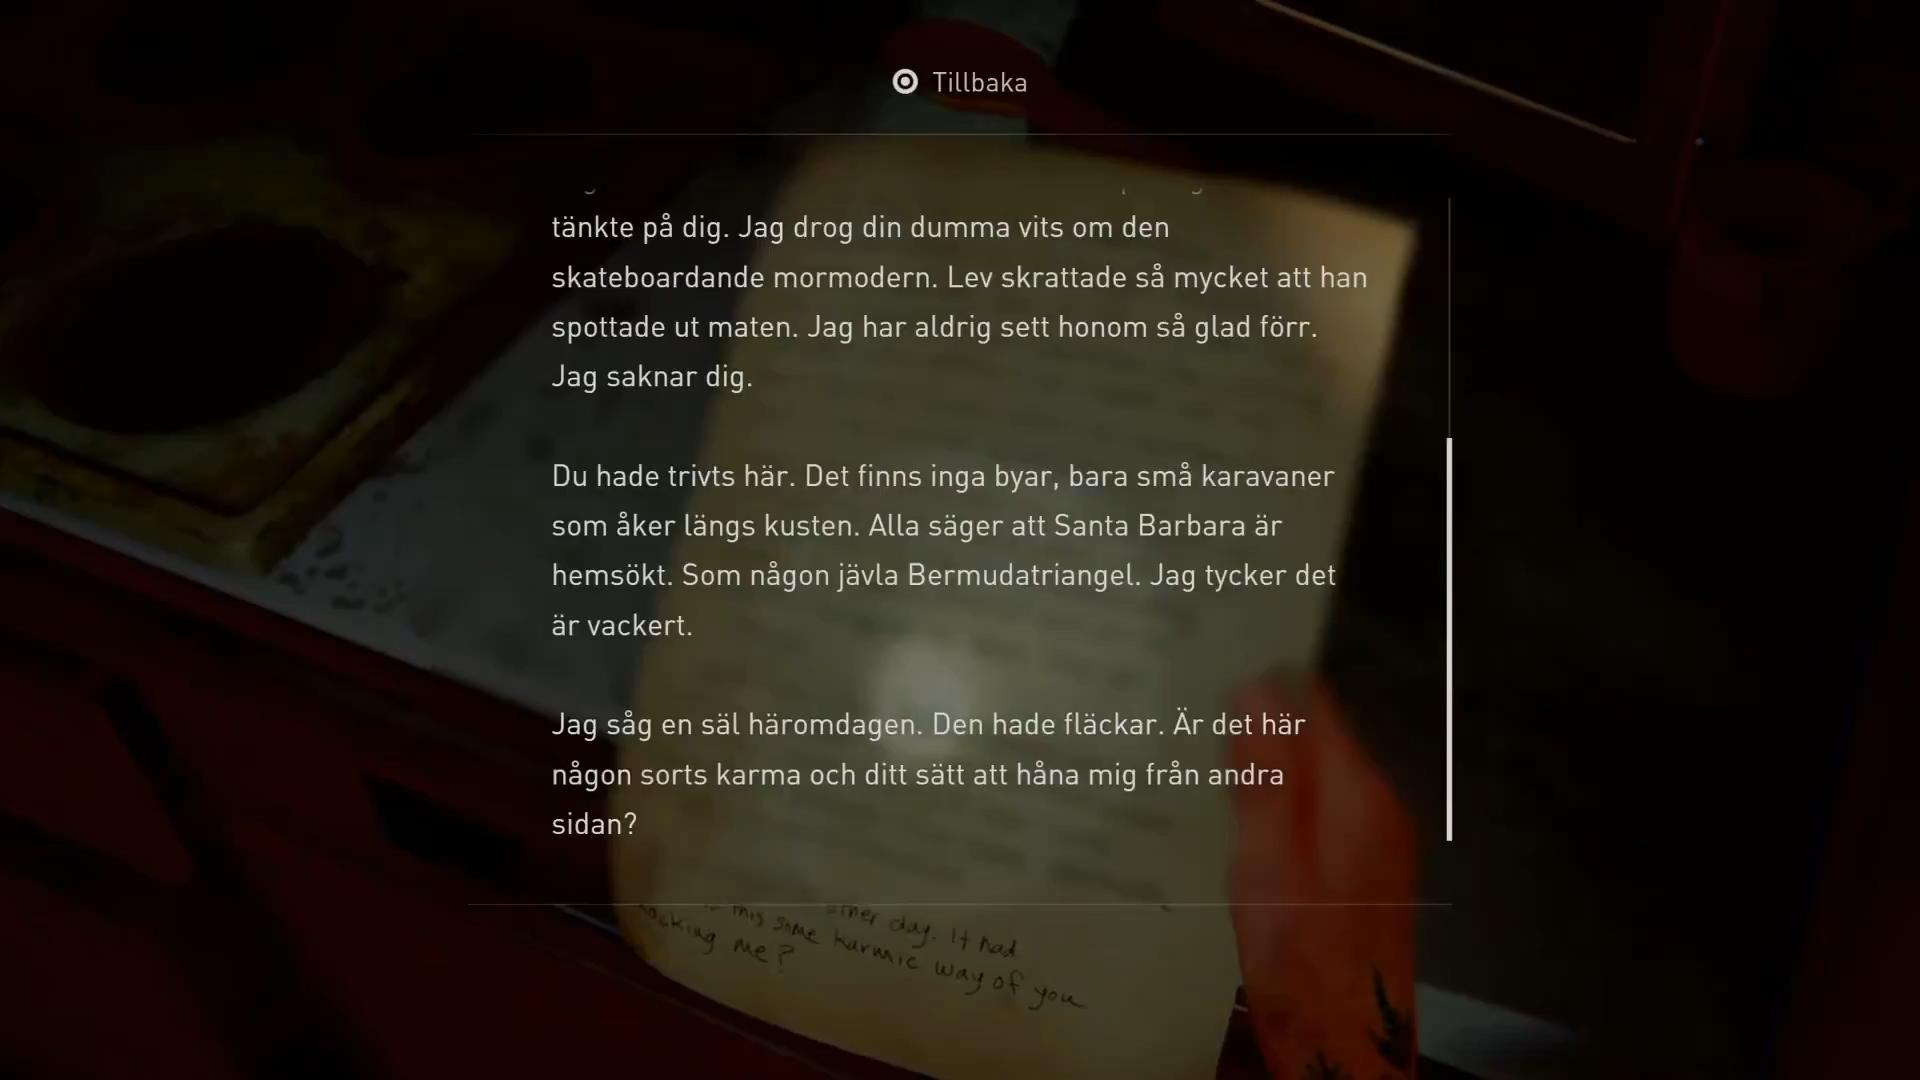 Tillbaka
tänkte på dig. Jag drog din dumma vits om den
skateboardande mormodern. Lev skrattade så mycket att han
spottade ut maten. Jag har aldrig sett honom så glad förr.
Jag saknar dig.
Du hade trivts här. Det finns inga byar, bara små karavaner
som åker längs kusten. Alla säger att Santa Barbara är
hemsökt. Som någon jävla Bermudatriangel. Jag tycker det
är vackert.
Jag såg en säl häromdagen. Den hade fläckar. Är det här
någon sorts karma och ditt sätt att håna mig från andra
sidan?
day. It had
this some karmic way of you
me?